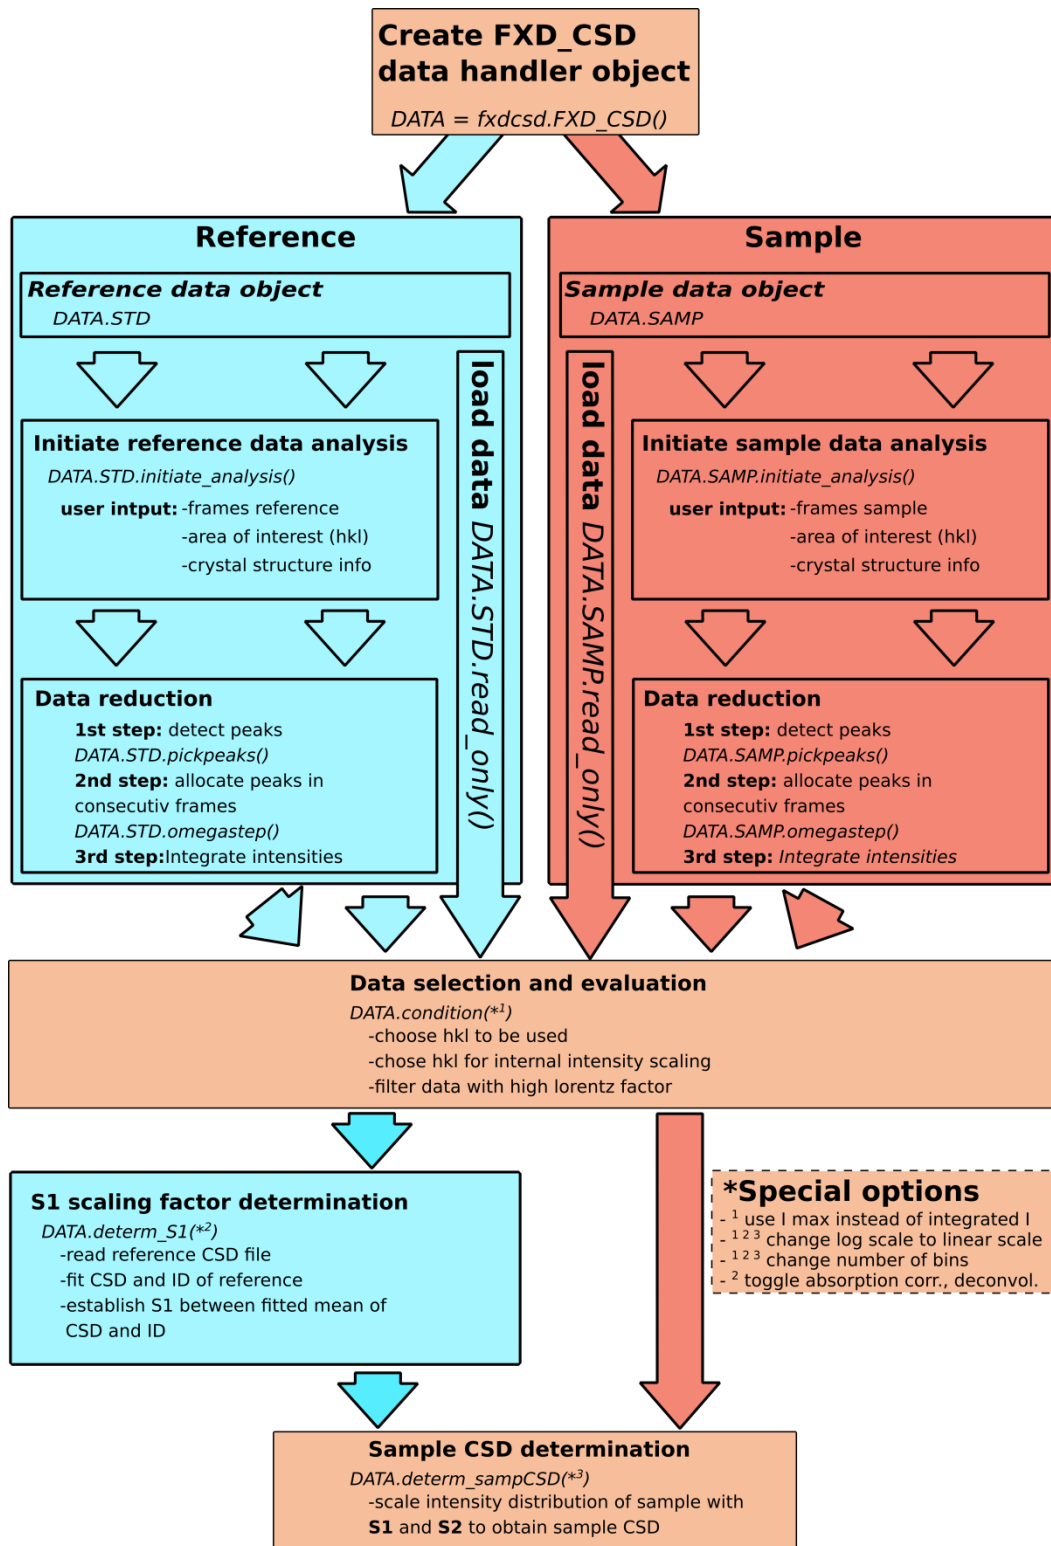 Create FXD_CSD
data handler object
DATA = fxdcsd.FXD_CSD()
Reference
Reference data object
DATA.STD
Initiate reference data analysis
DATA.STD.initiate_analysis()
user intput: -frames reference
-area of interest (hkl)
-crystal structure info
Data reduction
1st step: detect peaks
DATA.STD.pickpeaks()
2nd step: allocate peaks in
consecutiv frames
DATA.STD.omegastep()
3rd step:Integrate intensities
load data DATA.STD.read_only()
Sample
Sample data object
DATA.SAMP
load data DATA.SAMP.read_only()
Initiate sample data analysis
DATA.SAMP.initiate_analysis()
user intput: -frames sample
-area of interest (hkl)
-crystal structure info
Data reduction
1st step: detect peaks
DATA.SAMP.pickpeaks()
2nd step: allocate peaks in
consecutiv frames
DATA.SAMP.omegastep()
3rd step: Integrate intensities
Data selection and evaluation
DATA.condition(*¹)
-choose hkl to be used
-chose hkl for internal intensity scaling
-filter data with high lorentz factor
S1 scaling factor determination
DATA.determ_S1(*²)
-read reference CSD file
-fit CSD and ID of reference
-establish S1 between fitted mean of
CSD and ID
*Special options
- ¹ use I max instead of integrated I
- ¹ ² ³ change log scale to linear scale
- ¹ ² ³ change number of bins
- ² toggle absorption corr., deconvol.
Sample CSD determination
DATA.determ_sampCSD(*³)
-scale intensity distribution of sample with
S1 and S2 to obtain sample CSD